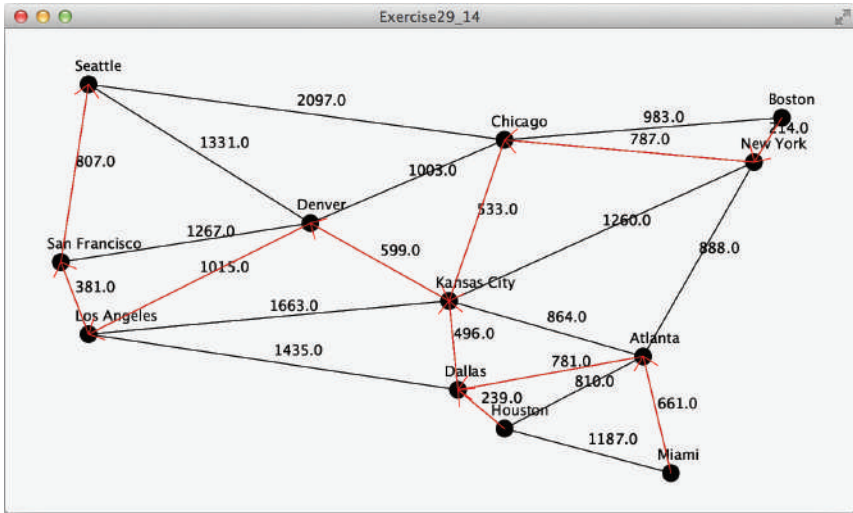 Exercise29_14
Seattle
2097.0
Boston
983.0
Chicago
214.0
787.0
New York
1331.0
807.0
1003.0
Denver
533.0
1260.0
1267.0
San Francisco
599.0
888.0
1015.0
Kansas City
381.0
1663.0
Los Angeles
864.0
496.0
Atlanta
1435.0
781.0
Dallas
810.0
239.0
661.0
Houston
1187.0
Miami